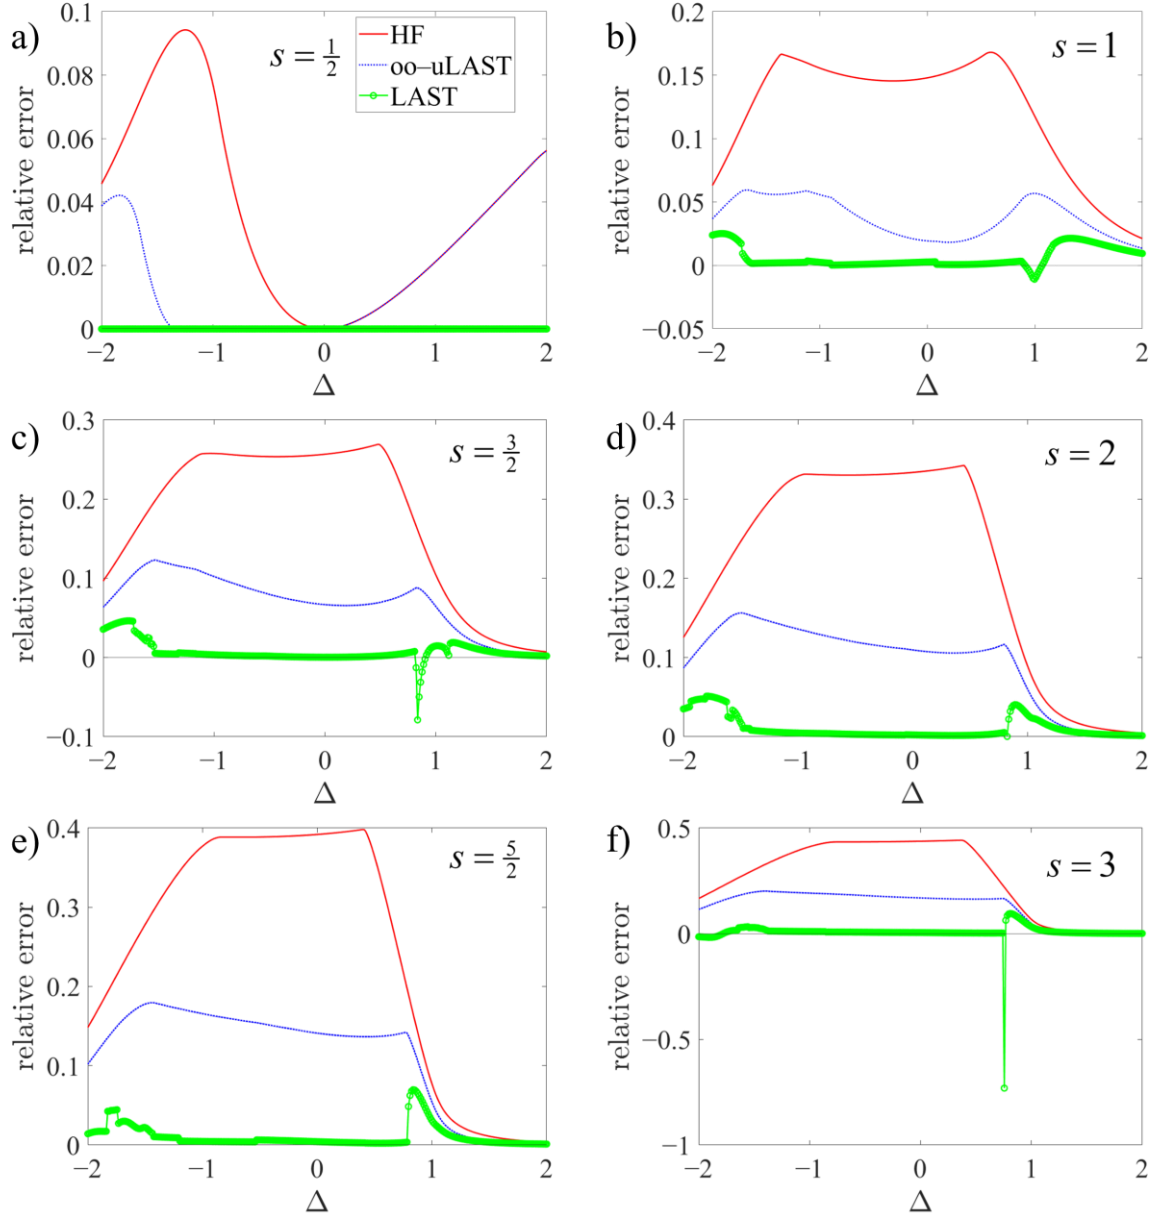 a)
s = 1/2
HF
oo–uLAST
LAST
0.1
0.08
0.06
0.04
0.02
0
relative error
−2
−1
0
1
2
Δ
b)
s = 1
0.2
0.15
0.1
0.05
0
−0.05
relative error
−2
−1
0
1
2
Δ
c)
s = 3/2
0.3
0.2
0.1
0
−0.1
relative error
−2
−1
0
1
2
Δ
d)
s = 2
0.4
0.3
0.2
0.1
0
relative error
−2
−1
0
1
2
Δ
e)
s = 5/2
0.4
0.3
0.2
0.1
0
relative error
−2
−1
0
1
2
Δ
f)
s = 3
0.5
0
−0.5
−1
relative error
−2
−1
0
1
2
Δ